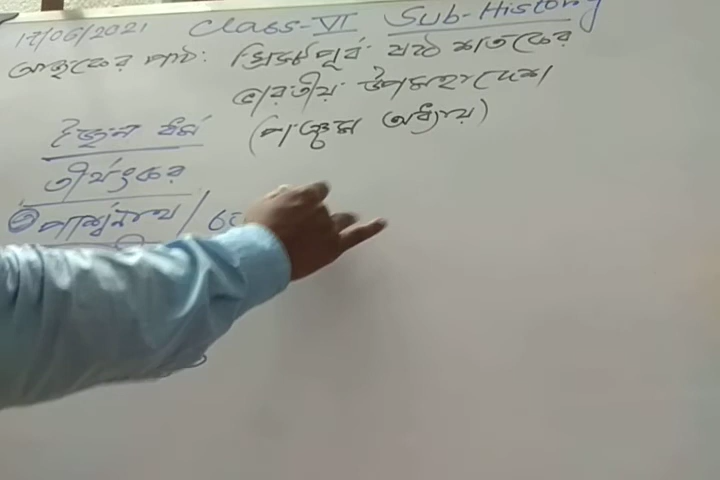 17/06/2021 Class-VI Sub-History
আজকের পাঠ: খ্রিস্টপূর্ব ষষ্ঠ শতকের
ভারতীয় উপমহাদেশ
(পঞ্চম অধ্যায়)
জৈন ধর্ম
তীর্থংকর
পার্শ্বনাথ /